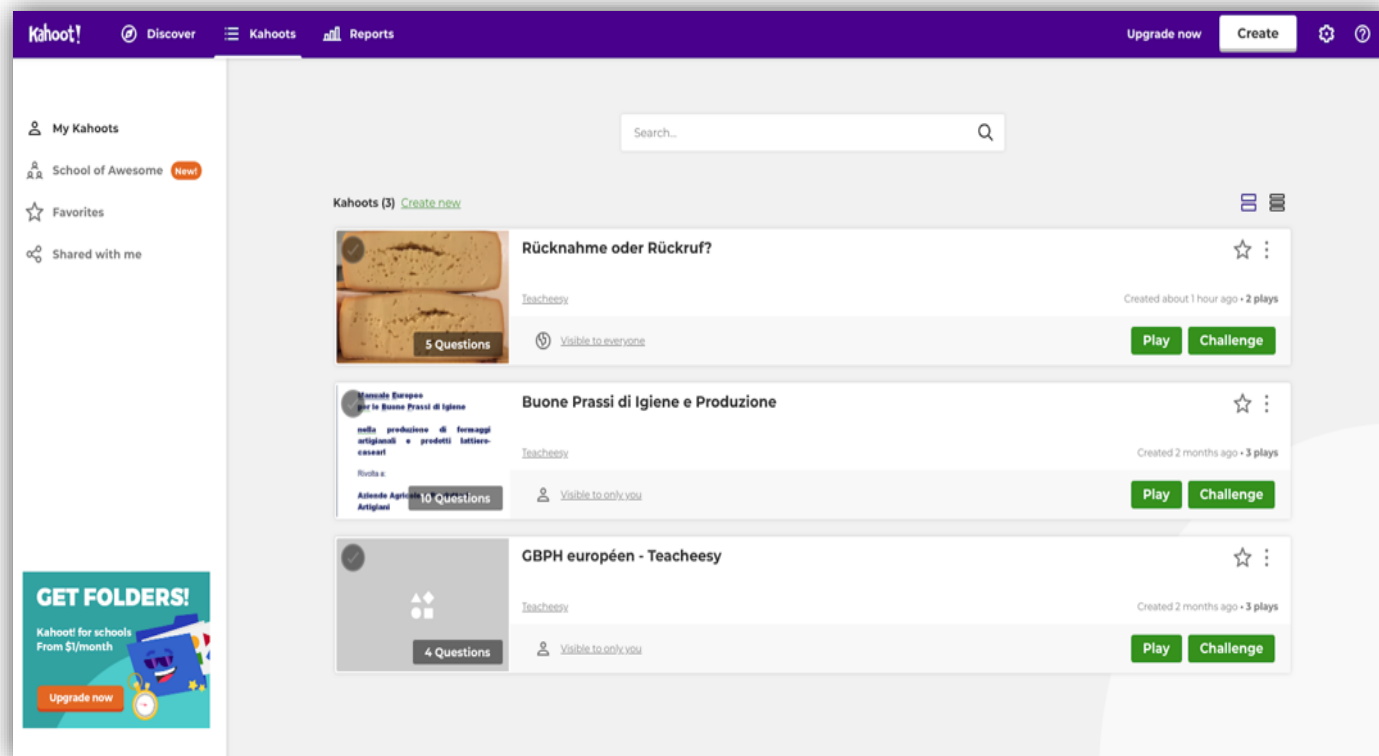 Kahoot! Discover Kahoots Reports Upgrade now Create
My Kahoots
School of Awesome New!
Favorites
Shared with me
GET FOLDERS!
Kahoot! for schools
From $1/month
Upgrade now
Search...
Kahoots (3) Create new
Rücknahme oder Rückruf?
Teacheesy
Created about 1 hour ago • 2 plays
5 Questions
Visible to everyone
Play Challenge
Manuale Europeo
per le Buone Prassi di Igiene
nella produzione di formaggi
artigianali e prodotti lattiero-
caseari
Rivolta a:
Aziende
Artigiani
10 Questions
Buone Prassi di Igiene e Produzione
Teacheesy
Created 2 months ago • 3 plays
Visible to only you
Play Challenge
GBPH européen - Teacheesy
Teacheesy
Created 2 months ago • 3 plays
4 Questions
Visible to only you
Play Challenge